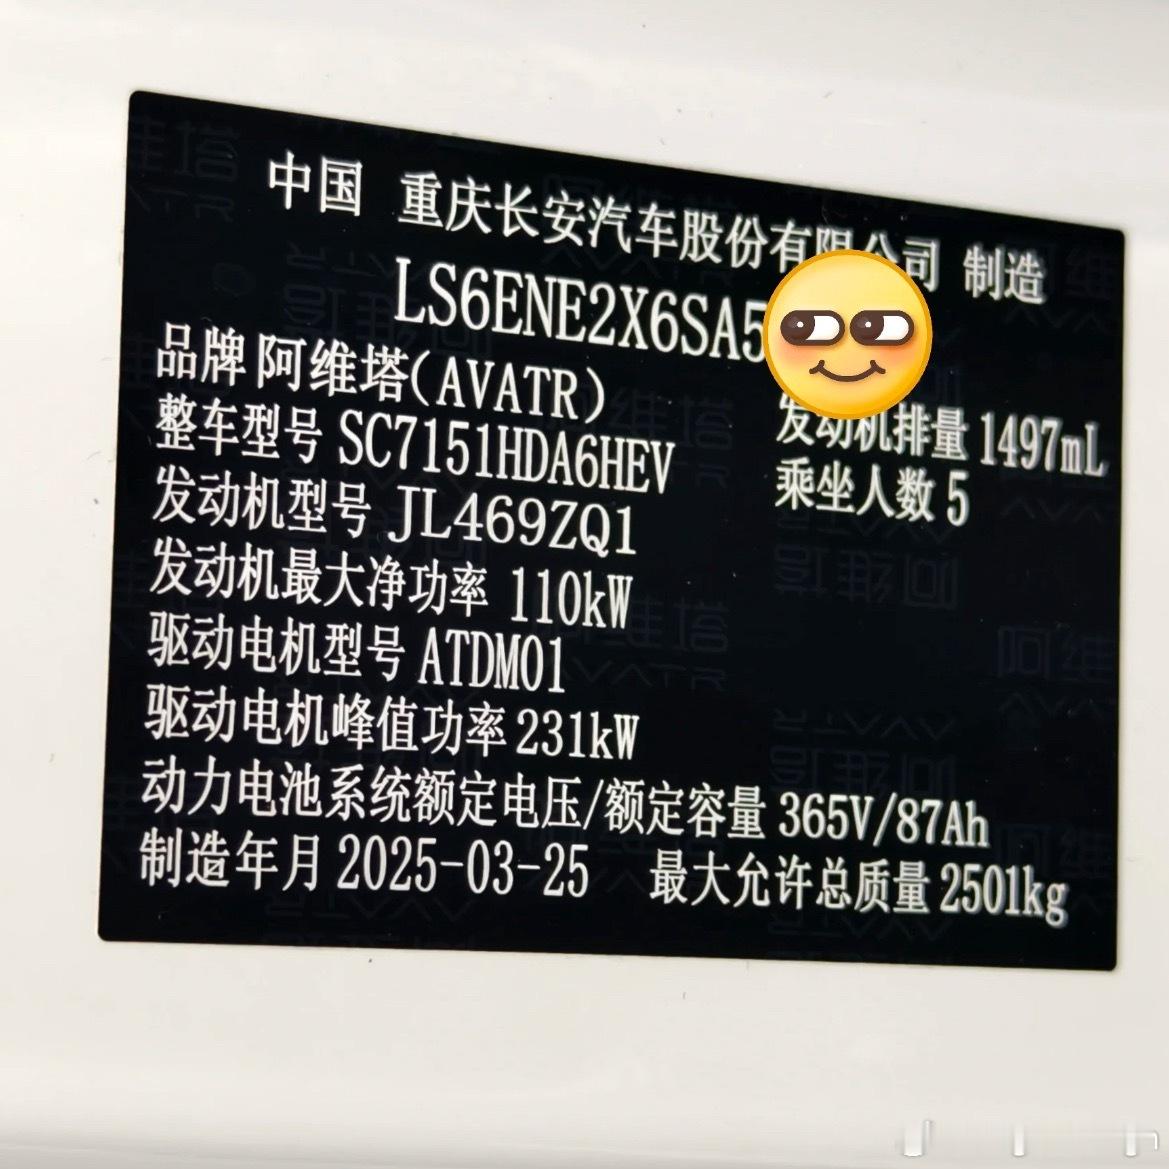 中国 重庆长安汽车股份有限公司 制造
LS6ENE2X6SA5
品牌 阿维塔(AVATR)
整车型号 SC7151HDA6HEV
发动机排量 1497mL
发动机型号 JL469ZQ1
乘坐人数 5
发动机最大净功率 110kW
驱动电机型号 ATDM01
驱动电机峰值功率 231kW
动力电池系统额定电压/额定容量 365V/87Ah
制造年月 2025-03-25 最大允许总质量 2501kg